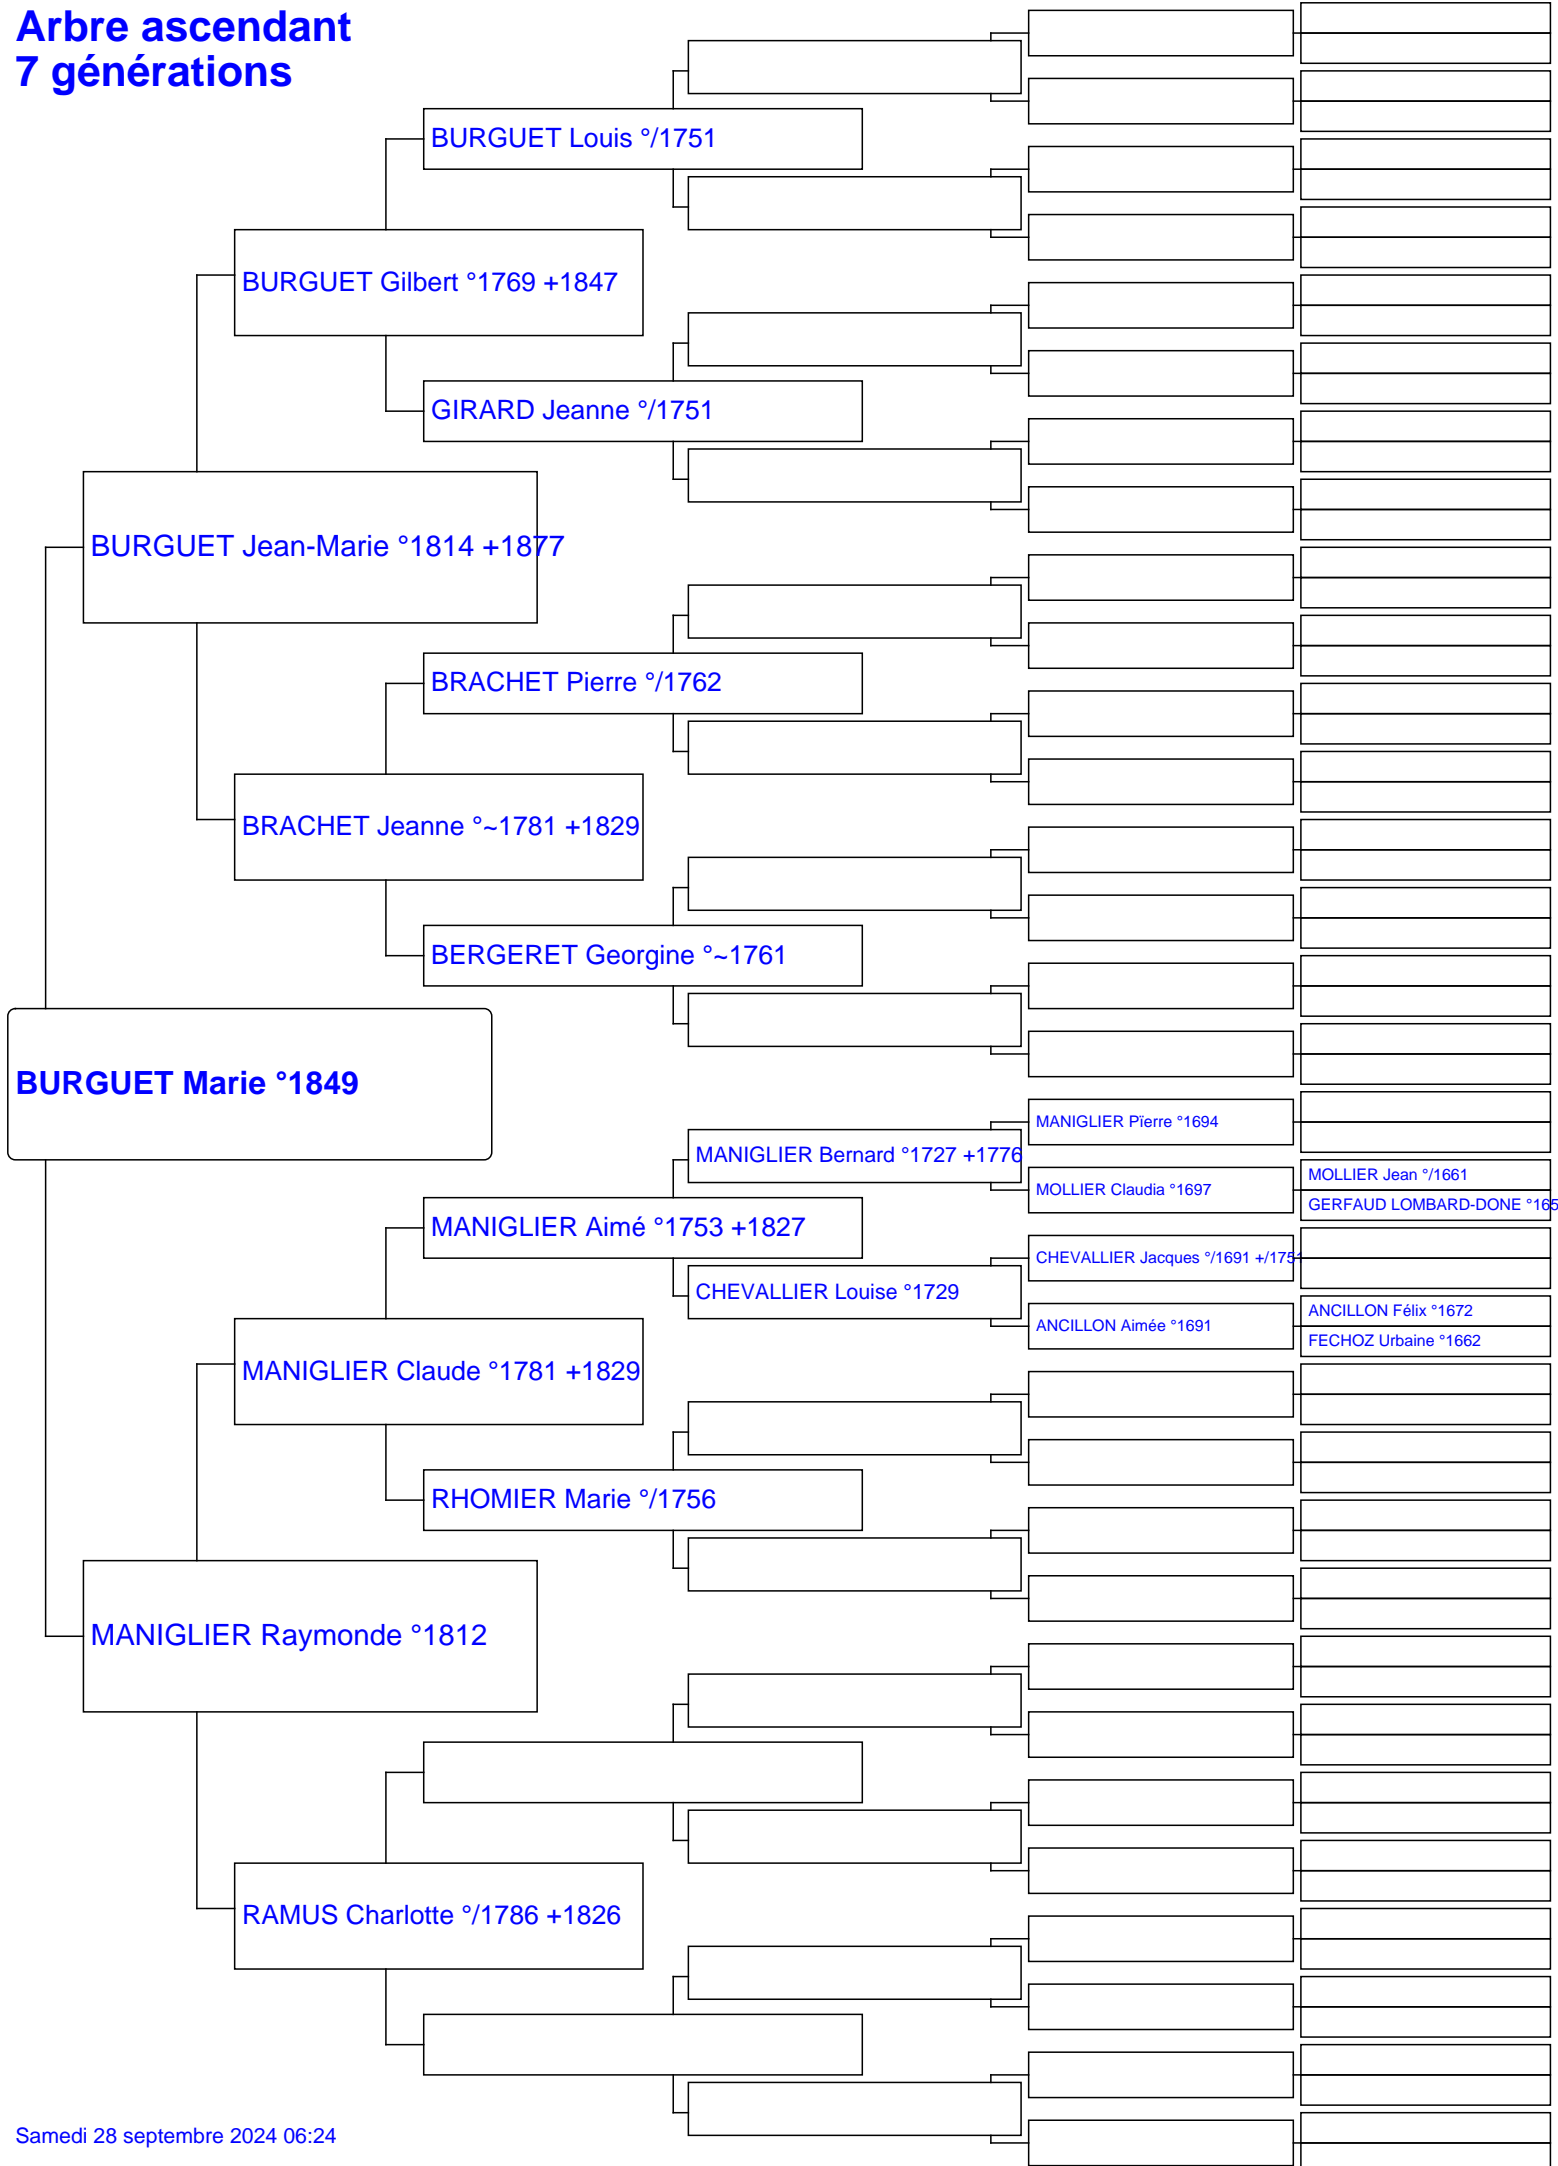 Arbre ascendant
7 générations
BURGUET Louis °/1751
BURGUET Gilbert °1769 +1847
GIRARD Jeanne °/1751
BURGUET Jean-Marie °1814 +1877
BRACHET Pierre °/1762
BRACHET Jeanne °~1781 +1829
BERGERET Georgine °~1761
BURGUET Marie °1849
MANIGLIER Pïerre °1694
MANIGLIER Bernard °1727 +1776
MOLLIER Jean °/1661
MOLLIER Claudia °1697
GERFAUD LOMBARD-DONE °165
MANIGLIER Aimé °1753 +1827
CHEVALLIER Jacques °/1691 +/1751
CHEVALLIER Louise °1729
ANCILLON Félix °1672
ANCILLON Aimée °1691
FECHOZ Urbaine °1662
MANIGLIER Claude °1781 +1829
RHOMIER Marie °/1756
MANIGLIER Raymonde °1812
RAMUS Charlotte °/1786 +1826
Samedi 28 septembre 2024 06:24